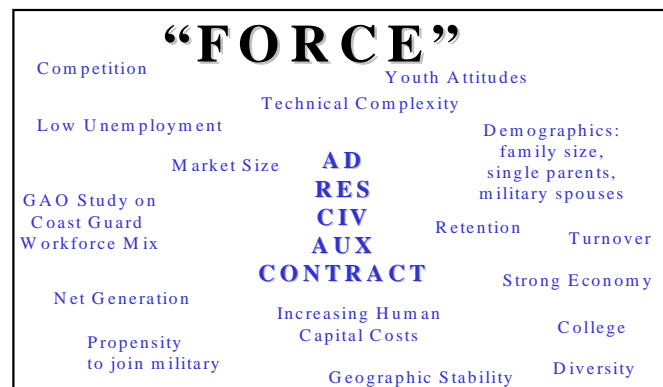 “FORCE”
Competition
Youth Attitudes
Technical Complexity
Low Unemployment
Demographics:
family size,
single parents,
military spouses
Market Size
AD
RES
CIV
AUX
CONTRACT
GAO Study on
Coast Guard
Workforce Mix
Retention
Turnover
Strong Economy
Net Generation
Increasing Human
Capital Costs
College
Propensity
to join military
Geographic Stability
Diversity